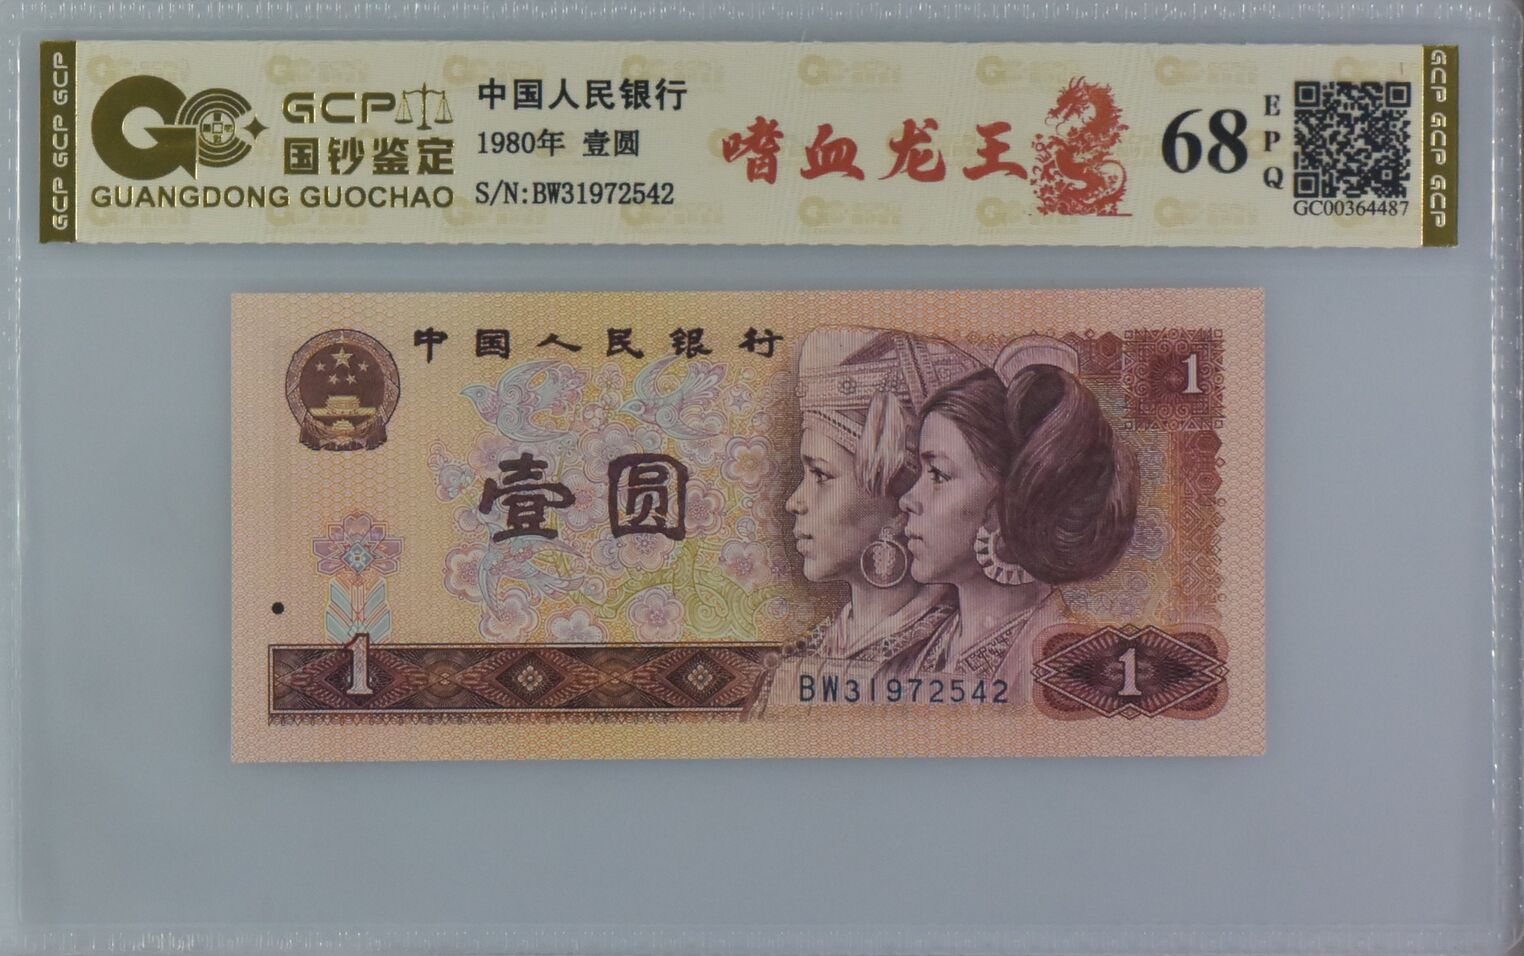 GCP GCP GCP
GCP
国钞鉴定
GUANGDONG GUOCHAO
中国人民银行
1980年 壹圆
S/N:BW31972542
嗜血龙王
68
EPQ
GC00364487
GCP GCP GCP
中国人民银行
1
壹圆
1
BW31972542
1